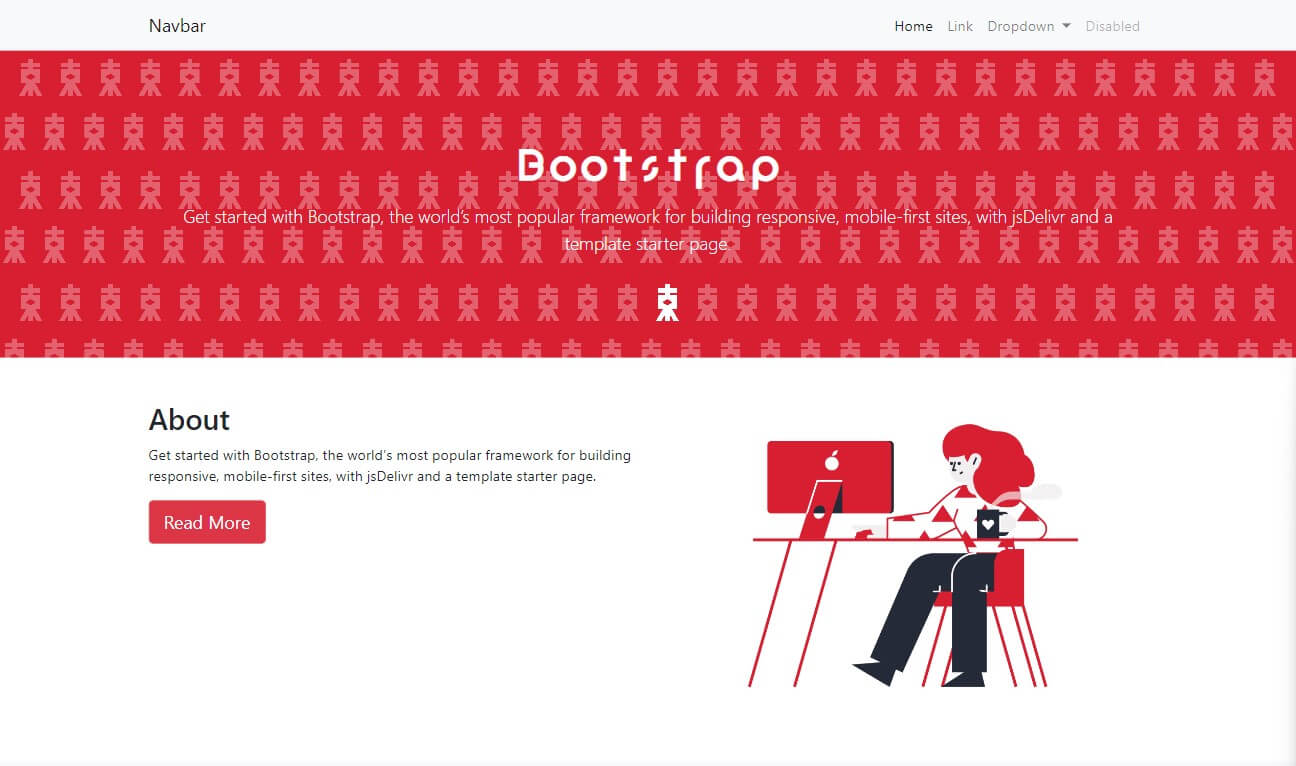 Navbar
Home Link Dropdown Disabled
Bootstrap
Get started with Bootstrap, the world's most popular framework for building responsive, mobile-first sites, with jsDelivr and a
template starter page.
About
Get started with Bootstrap, the world's most popular framework for building
responsive, mobile-first sites, with jsDelivr and a template starter page.
Read More